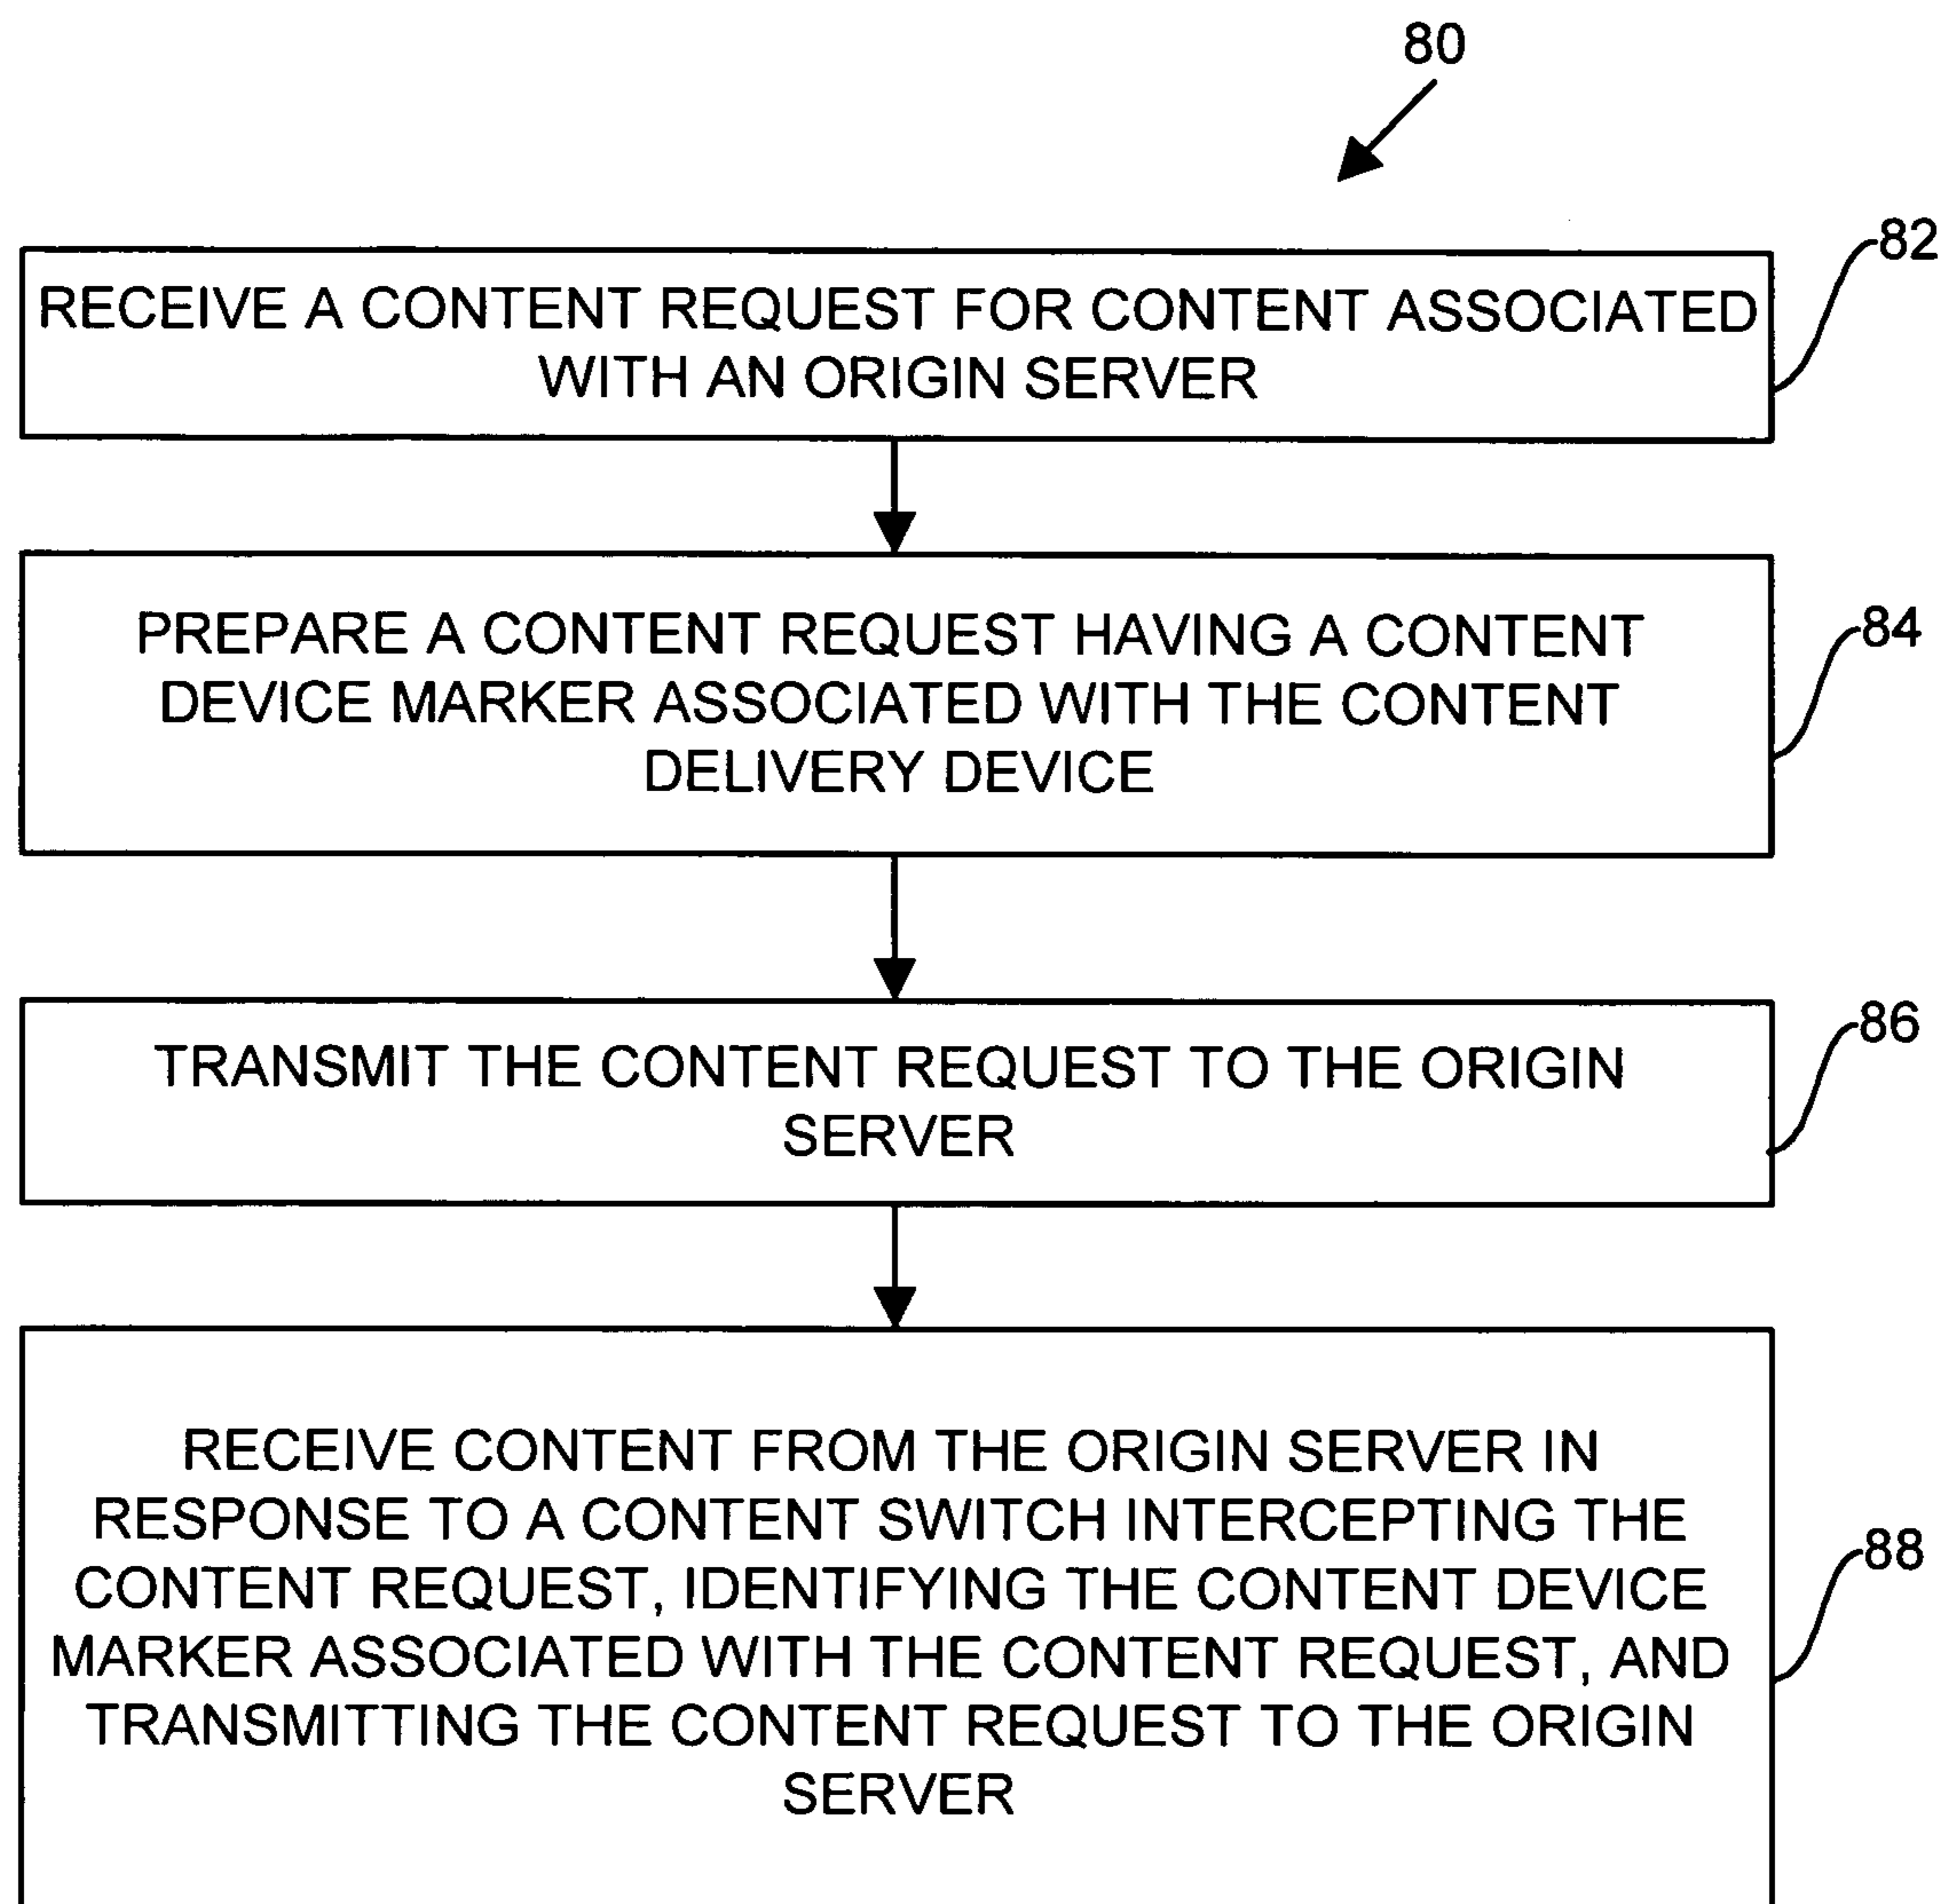 80
82
RECEIVE A CONTENT REQUEST FOR CONTENT ASSOCIATED
WITH AN ORIGIN SERVER
84
PREPARE A CONTENT REQUEST HAVING A CONTENT
DEVICE MARKER ASSOCIATED WITH THE CONTENT
DELIVERY DEVICE
86
TRANSMIT THE CONTENT REQUEST TO THE ORIGIN
SERVER
88
RECEIVE CONTENT FROM THE ORIGIN SERVER IN
RESPONSE TO A CONTENT SWITCH INTERCEPTING THE
CONTENT REQUEST, IDENTIFYING THE CONTENT DEVICE
MARKER ASSOCIATED WITH THE CONTENT REQUEST, AND
TRANSMITTING THE CONTENT REQUEST TO THE ORIGIN
SERVER